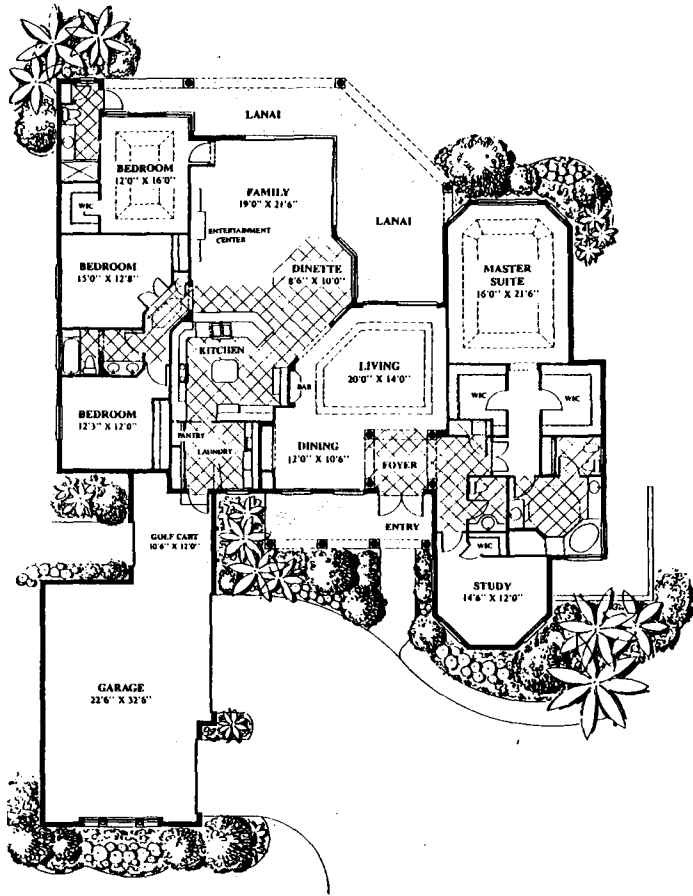 LANAI
BEDROOM
12'0" X 16'0"
FAMILY
19'0" X 21'6"
WIC
ENTERTAINMENT
CENTER
LANAI
BEDROOM
15'0" X 12'8"
DINETTE
8'6" X 10'0"
MASTER
SUITE
16'0" X 21'6"
KITCHEN
LIVING
20'0" X 14'0"
BAR
WIC
WIC
BEDROOM
12'3" X 12'0"
PANTRY
LAUNDRY
DINING
12'0" X 10'6"
FOYER
GOLF CART
10'6" X 12'0"
ENTRY
WIC
STUDY
14'6" X 12'0"
GARAGE
22'6" X 32'6"